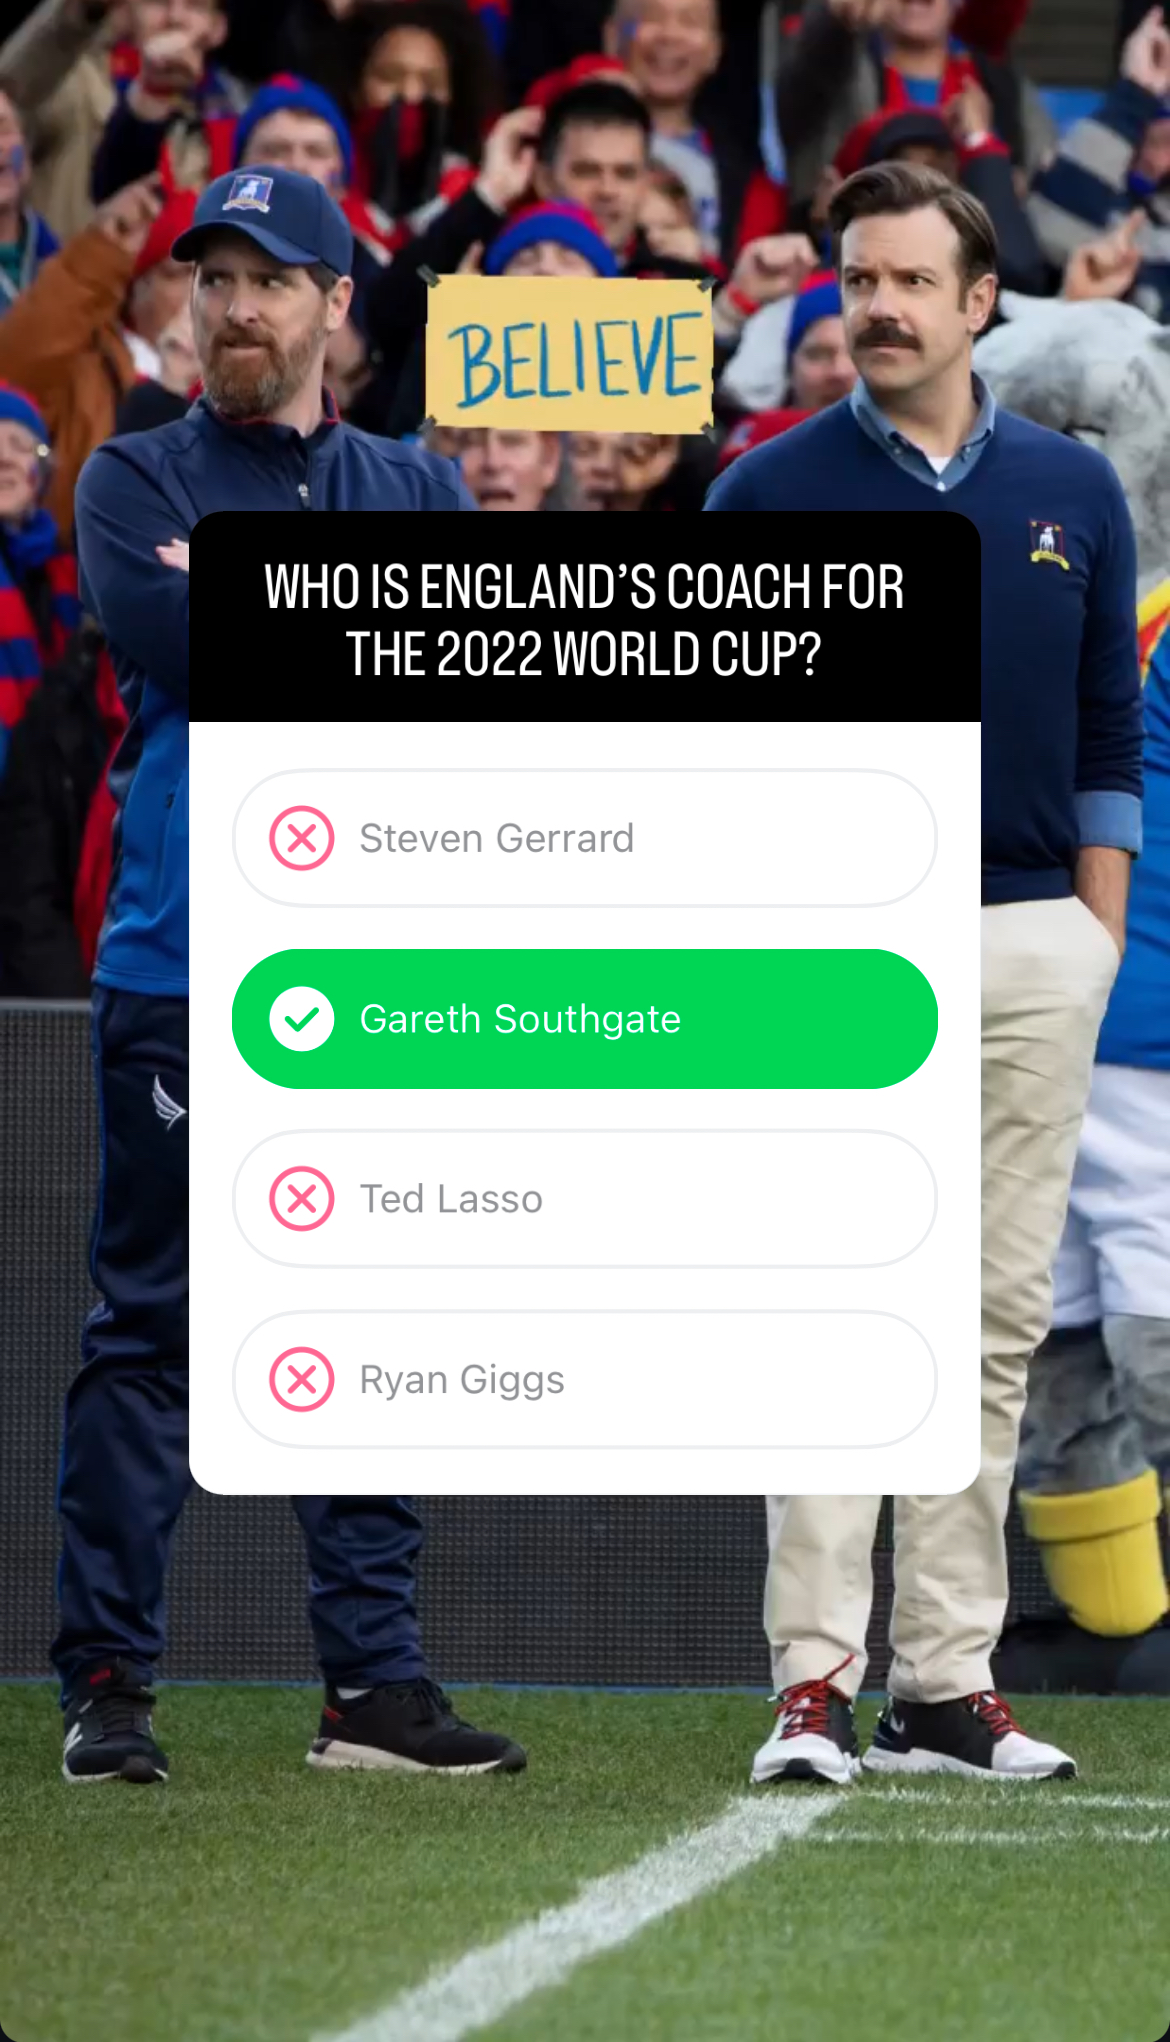 BELIEVE
WHO IS ENGLAND’S COACH FOR
THE 2022 WORLD CUP?
Steven Gerrard
Gareth Southgate
Ted Lasso
Ryan Giggs